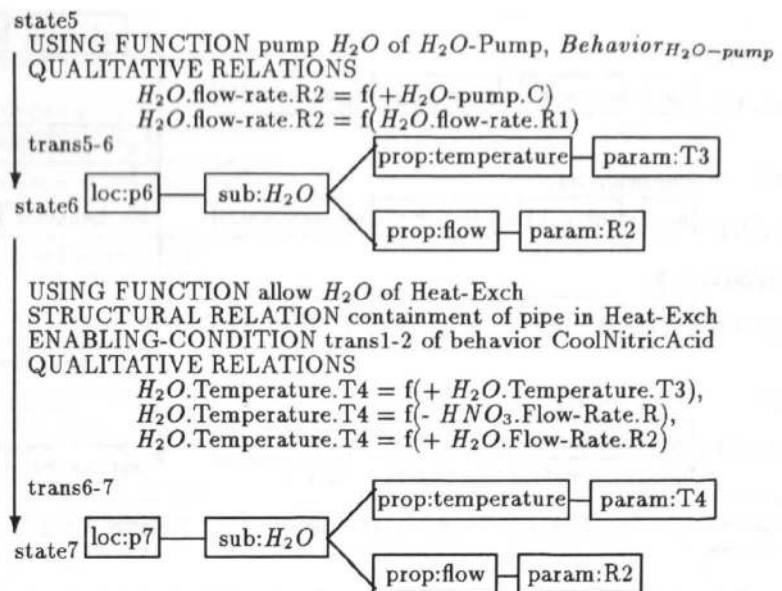 state5
USING FUNCTION pump H₂O of H₂O-Pump, Behavior_{H₂O-pump}
QUALITATIVE RELATIONS
H₂O.flow-rate.R2 = f(+H₂O-pump.C)
H₂O.flow-rate.R2 = f(H₂O.flow-rate.R1)
trans5-6
prop:temperature param:T3
state6 loc:p6 sub:H₂O
prop:flow param:R2
USING FUNCTION allow H₂O of Heat-Exch
STRUCTURAL RELATION containment of pipe in Heat-Exch
ENABLING-CONDITION trans1-2 of behavior CoolNitricAcid
QUALITATIVE RELATIONS
H₂O.Temperature.T4 = f(+ H₂O.Temperature.T3),
H₂O.Temperature.T4 = f(- HNO₃.Flow-Rate.R),
H₂O.Temperature.T4 = f(+ H₂O.Flow-Rate.R2)
trans6-7
prop:temperature param:T4
state7 loc:p7 sub:H₂O
prop:flow param:R2